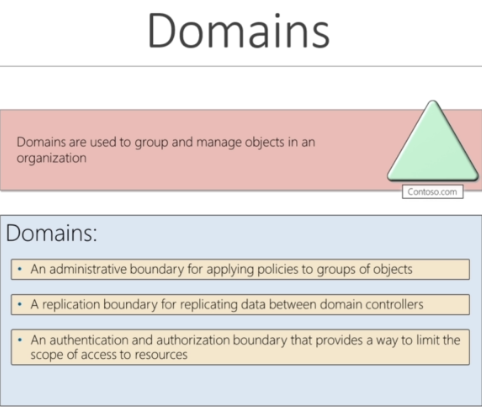 Domains
Domains are used to group and manage objects in an
organization
Contoso.com
Domains:
• An administrative boundary for applying policies to groups of objects
• A replication boundary for replicating data between domain controllers
• An authentication and authorization boundary that provides a way to limit the
scope of access to resources